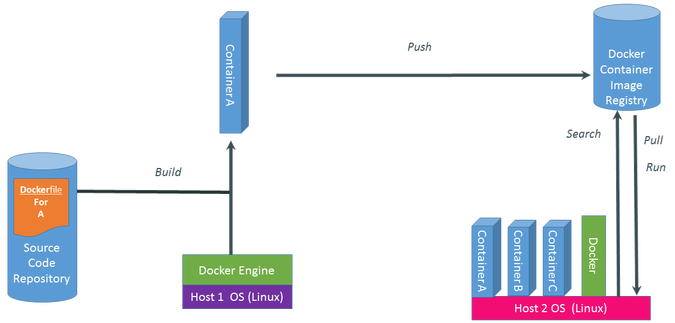 Container A
Push
Docker
Container
Image
Registry
Search
Pull
Run
Build
Dockerfile
For
A
Source
Code
Repository
Docker Engine
Host 1 OS (Linux)
Container A
Container B
Container C
Docker
Host 2 OS (Linux)